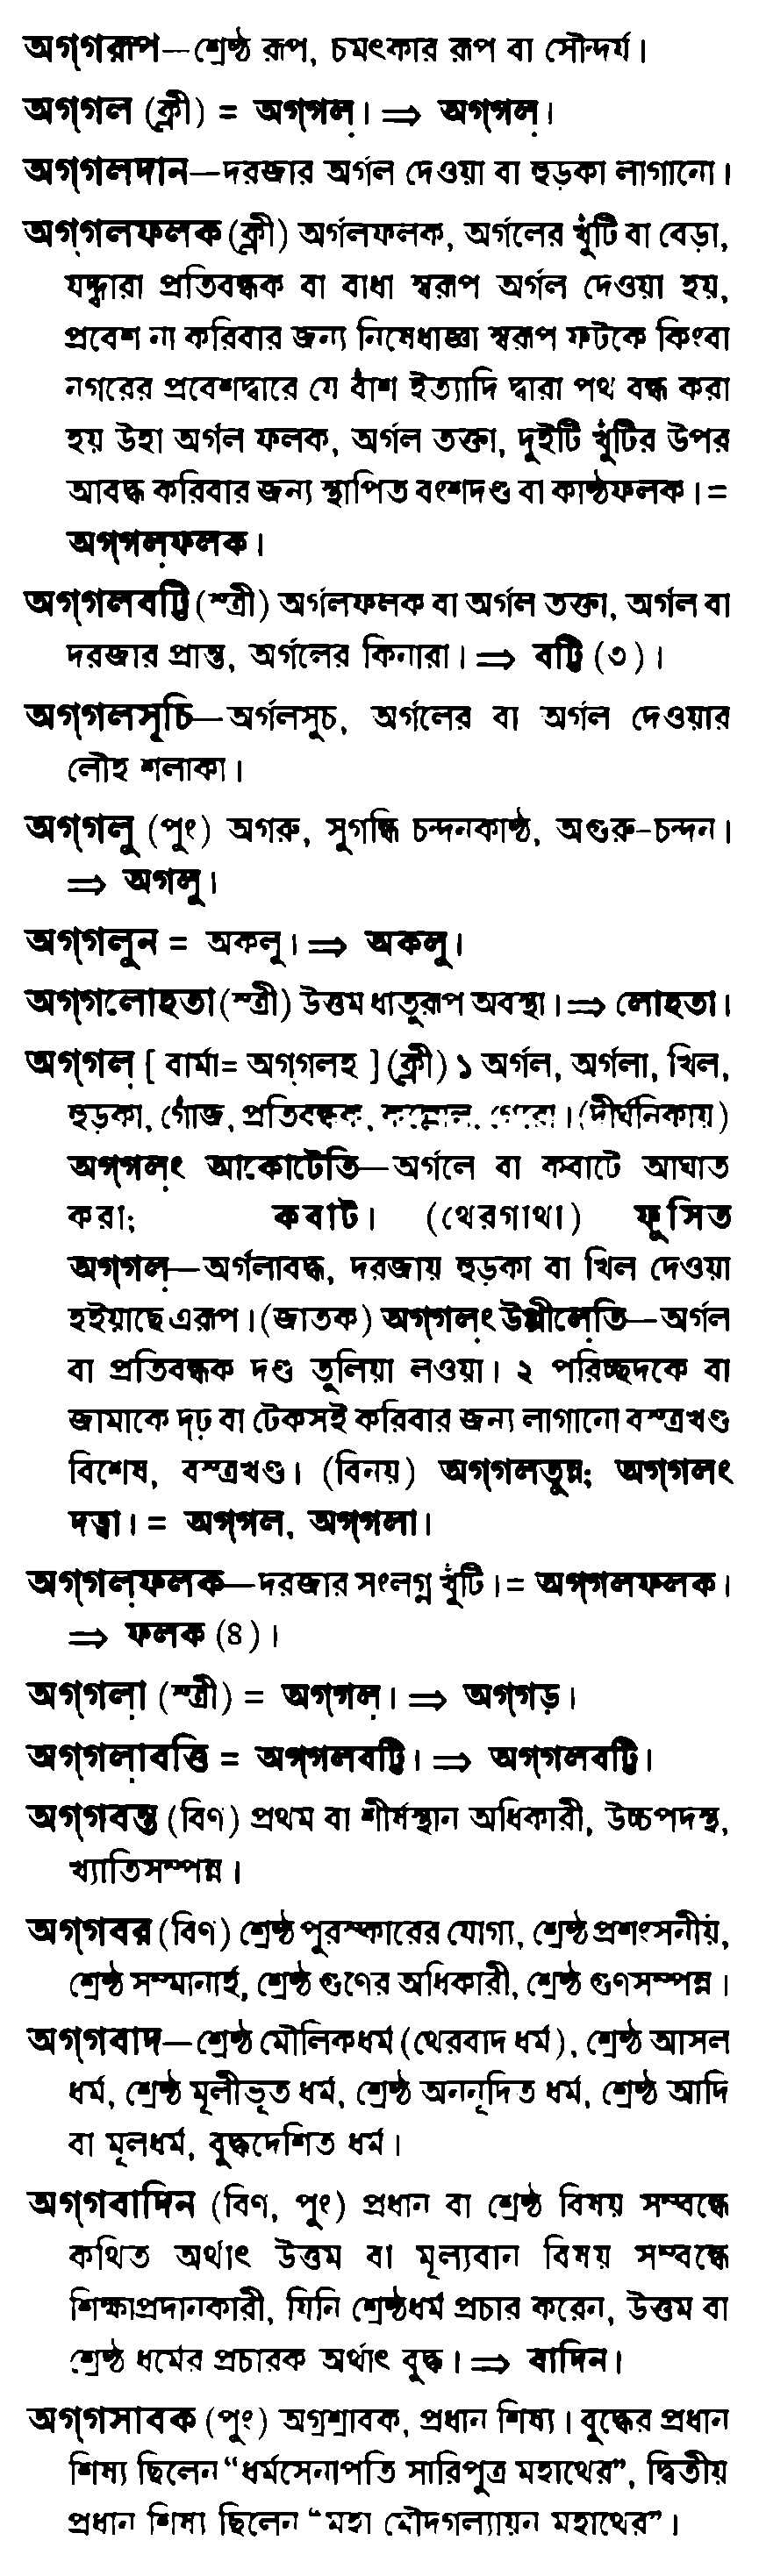 অগ্‌গরূপ—শ্রেষ্ঠ রূপ, চমৎকার রূপ বা সৌন্দর্য।
অগ্‌গল (ক্লী) = অগ্‌গল়। ⇒ অগ্‌গল়।
অগ্‌গলদান—দরজার অর্গল দেওয়া বা হুড়কা লাগানো।
অগ্‌গলফলক (ক্লী) অর্গলফলক, অর্গলের খুঁটি বা বেড়া,
যদ্দ্বারা প্রতিবন্ধক বা বাধা স্বরূপ অর্গল দেওয়া হয়,
প্রবেশ না করিবার জন্য নিষেধাজ্ঞা স্বরূপ ফটকে কিংবা
নগরের প্রবেশদ্বারে যে বাঁশ ইত্যাদি দ্বারা পথ বন্ধ করা
হয় উহা অর্গল ফলক, অর্গল তক্তা, দুইটি খুঁটির উপর
আবদ্ধ করিবার জন্য স্থাপিত বংশদণ্ড বা কাষ্ঠফলক। =
অগ্‌গল়ফলক।
অগ্‌গলবট্টি (স্ত্রী) অর্গলফলক বা অর্গল তক্তা, অর্গল বা
দরজার প্রান্ত, অর্গলের কিনারা। ⇒ বট্টি (৩)।
অগ্‌গলসূচি—অর্গলসুচ, অর্গলের বা অর্গল দেওয়ার
লৌহ শলাকা।
অগ্‌গলু (পুং) অগরু, সুগন্ধি চন্দনকাষ্ঠ, অগুরু-চন্দন।
⇒ অগলু।
অগ্‌গলুন = অকলু। ⇒ অকলু।
অগ্‌গলোহতা (স্ত্রী) উত্তম ধাতুরূপ অবস্থা। ⇒ লোহতা।
অগ্‌গল় [ বার্মা= অগ্‌গলহ ] (ক্লী) ১ অর্গল, অর্গলা, খিল,
হুড়কা, গোঁজ, প্রতিবন্ধক, (দীর্ঘনিকায়)
অগ্‌গল়ং আকোটেতি—অর্গলে বা কবাটে আঘাত
করা; কবাট। (থেরগাথা) ফুসিত
অগ্‌গল়—অর্গলাবদ্ধ, দরজায় হুড়কা বা খিল দেওয়া
হইয়াছে এরূপ। (জাতক) অগ্‌গল়ং উগ্ঘীলেতি—অর্গল
বা প্রতিবন্ধক দণ্ড তুলিয়া লওয়া। ২ পরিচ্ছদকে বা
জামাকে দৃঢ় বা টেকসই করিবার জন্য লাগানো বস্ত্রখণ্ড
বিশেষ, বস্ত্রখণ্ড। (বিনয়) অগ্‌গলতুন্ন; অগ্‌গলং
দত্বা। = অগ্‌গল, অগ্‌গলা।
অগ্‌গল়ফলক—দরজার সংলগ্ন খুঁটি। = অগ্‌গলফলক।
⇒ ফলক (৪)।
অগ্‌গল়া (স্ত্রী) = অগ্‌গল়। ⇒ অগ্‌গড়।
অগ্‌গল়াবত্তি = অগ্‌গলবট্টি। ⇒ অগ্‌গলবট্টি।
অগ্‌গবন্ত (বিণ) প্রথম বা শীর্ষস্থান অধিকারী, উচ্চপদস্থ,
খ্যাতিসম্পন্ন।
অগ্‌গবর (বিণ) শ্রেষ্ঠ পুরস্কারের যোগ্য, শ্রেষ্ঠ প্রশংসনীয়,
শ্রেষ্ঠ সম্মানার্হ, শ্রেষ্ঠ গুণের অধিকারী, শ্রেষ্ঠ গুণসম্পন্ন।
অগ্‌গবাদ—শ্রেষ্ঠ মৌলিকধর্ম (থেরবাদ ধর্ম), শ্রেষ্ঠ আসল
ধর্ম, শ্রেষ্ঠ মূলীভূত ধর্ম, শ্রেষ্ঠ অননূদিত ধর্ম, শ্রেষ্ঠ আদি
বা মূলধর্ম, বুদ্ধদেশিত ধর্ম।
অগ্‌গবাদিন (বিণ, পুং) প্রধান বা শ্রেষ্ঠ বিষয় সম্বন্ধে
কথিত অর্থাৎ উত্তম বা মূল্যবান বিষয় সম্বন্ধে
শিক্ষাপ্রদানকারী, যিনি শ্রেষ্ঠধর্ম প্রচার করেন, উত্তম বা
শ্রেষ্ঠ ধর্মের প্রচারক অর্থাৎ বুদ্ধ। ⇒ বাদিন।
অগ্‌গসাবক (পুং) অগ্রশ্রাবক, প্রধান শিষ্য। বুদ্ধের প্রধান
শিষ্য ছিলেন “ধর্মসেনাপতি সারিপুত্র মহাথের”, দ্বিতীয়
প্রধান শিষ্য ছিলেন “মহা মৌদগল্যায়ন মহাথের”।